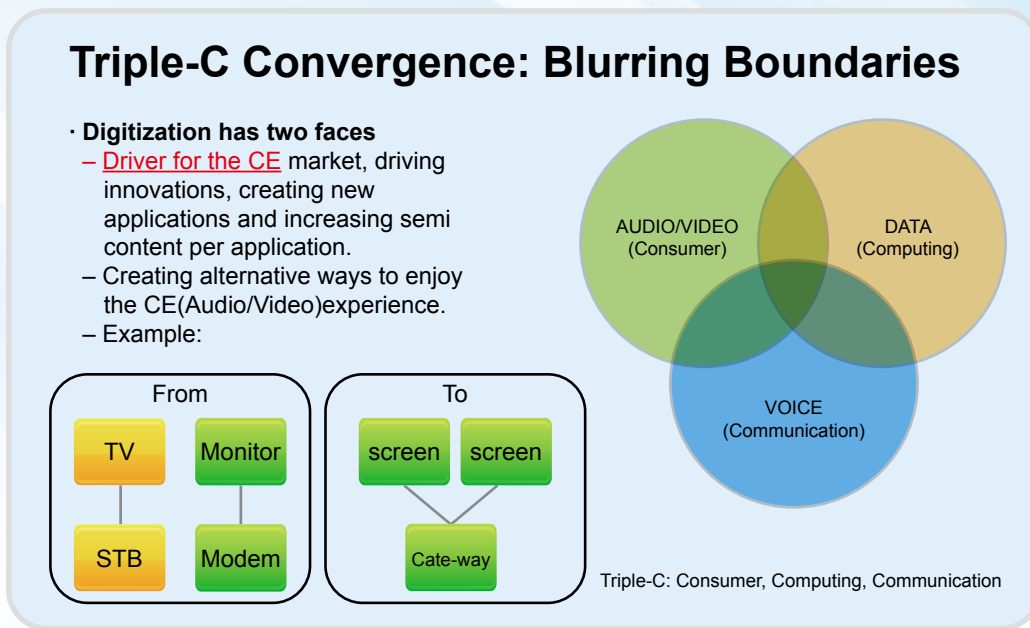 Triple-C Convergence: Blurring Boundaries
· Digitization has two faces
– Driver for the CE market, driving
innovations, creating new
applications and increasing semi
content per application.
– Creating alternative ways to enjoy
the CE(Audio/Video)experience.
– Example:
From
TV
Monitor
STB
Modem
To
screen
screen
Cate-way
AUDIO/VIDEO
(Consumer)
DATA
(Computing)
VOICE
(Communication)
Triple-C: Consumer, Computing, Communication